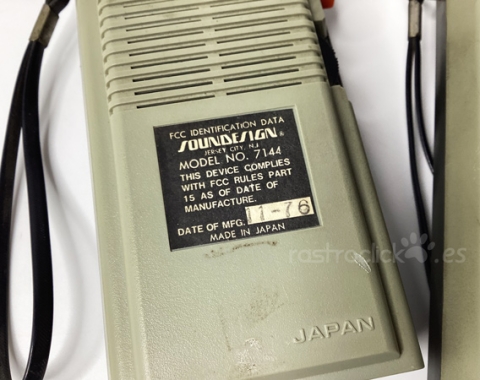 FCC IDENTIFICATION DATA
SOUNDESIGN®
JERSEY CITY, N.J.
MODEL NO. 7144
THIS DEVICE COMPLIES
WITH FCC RULES PART
15 AS OF DATE OF
MANUFACTURE.
DATE OF MFG. 11-76
MADE IN JAPAN
rastroclick.es
JAPAN